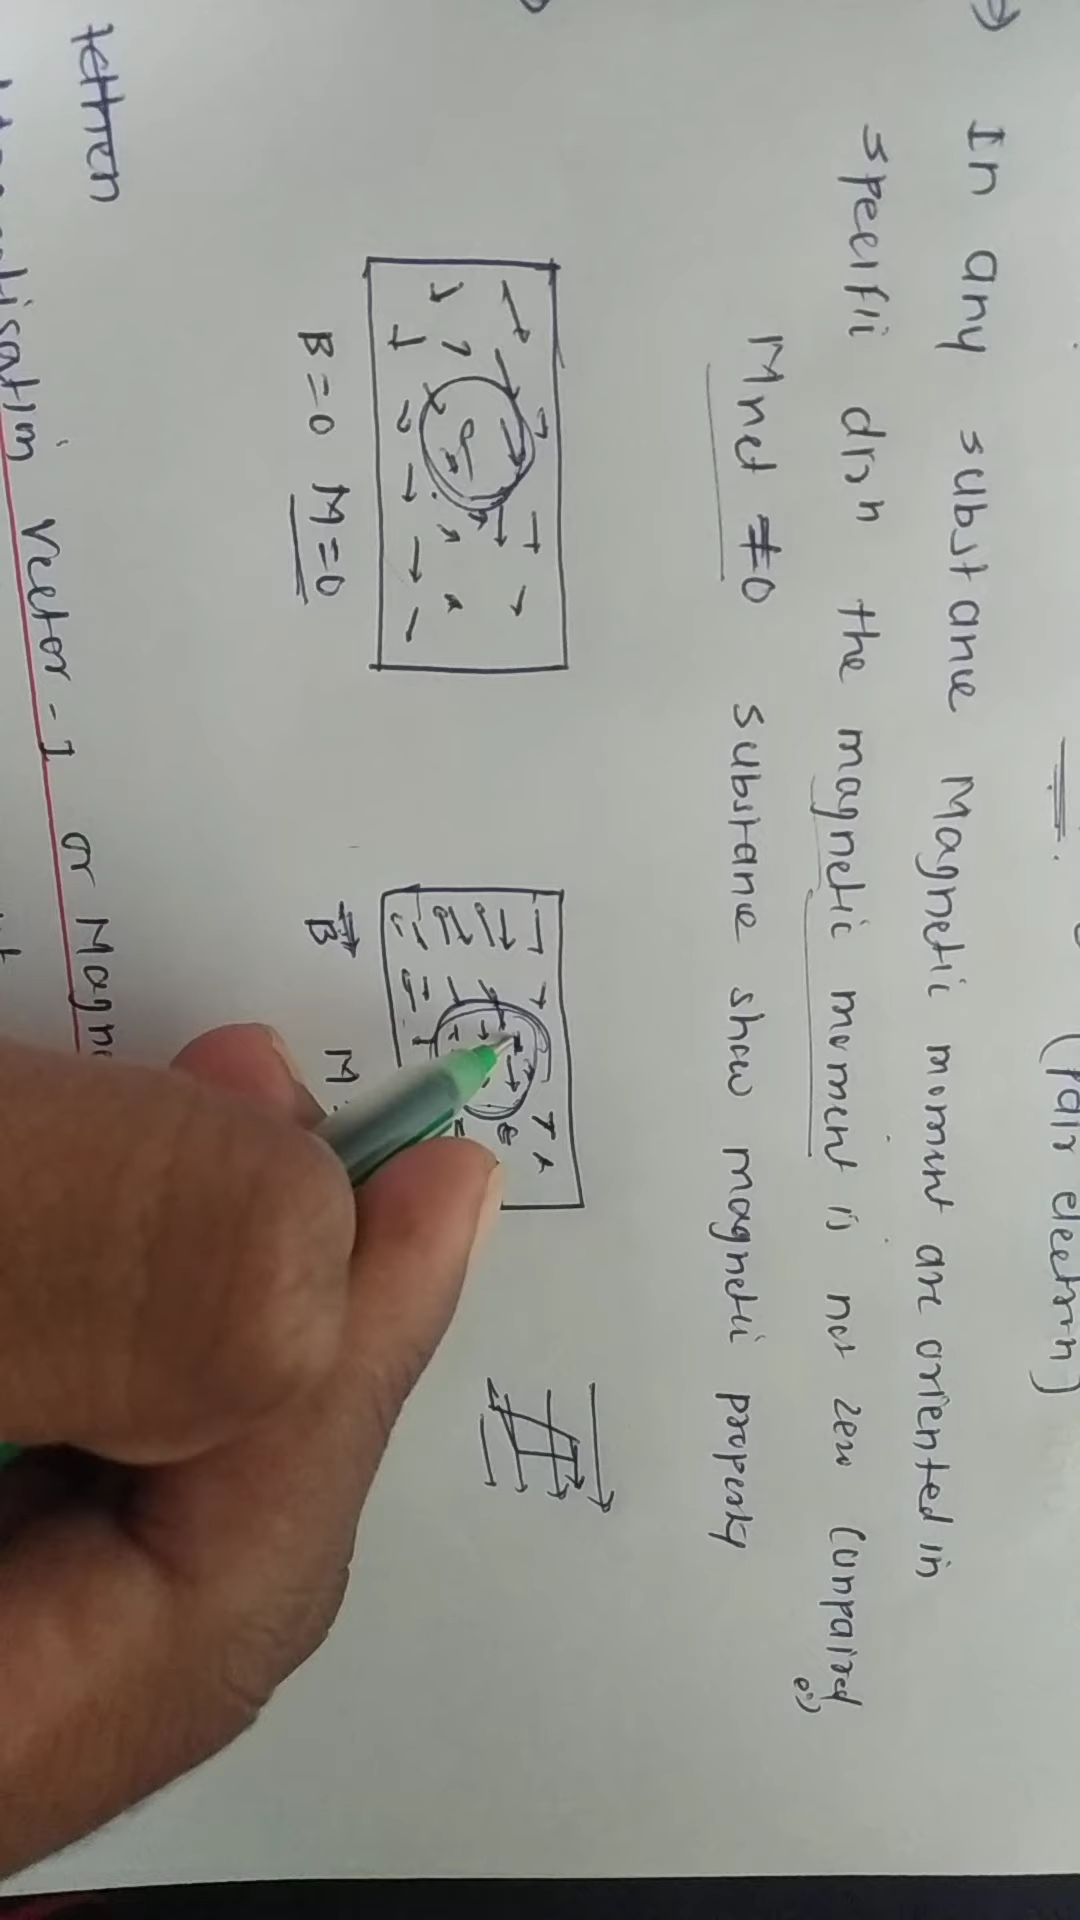 (pair electron)
→ In any substance Magnetic moment are oriented in
specific dirn the magnetic moment is not zero (unpaired
e⁻s)
Mnet ≠0 substance show magnetic property
B=0 M=0
B M
Vector - I or Magn